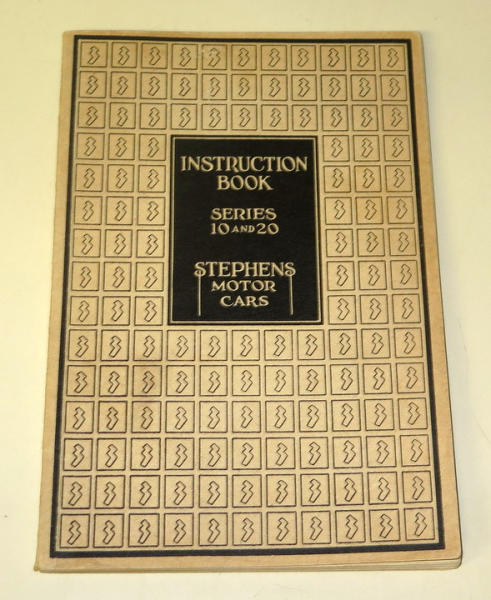 INSTRUCTION
BOOK
SERIES
10 AND 20
STEPHENS
MOTOR
CARS